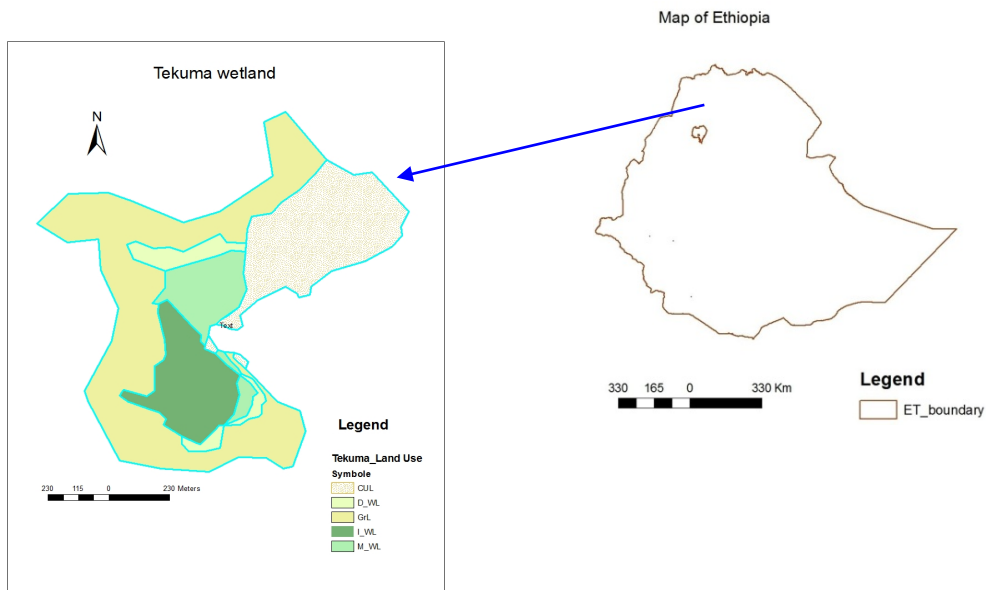 Map of Ethiopia
Tekuma wetland
N
Text
Legend
Tekuma_Land Use
Symbole
CUL
D_WL
GrL
I_WL
M_WL
230 115 0 230 Meters
330 165 0 330 Km
Legend
ET_boundary